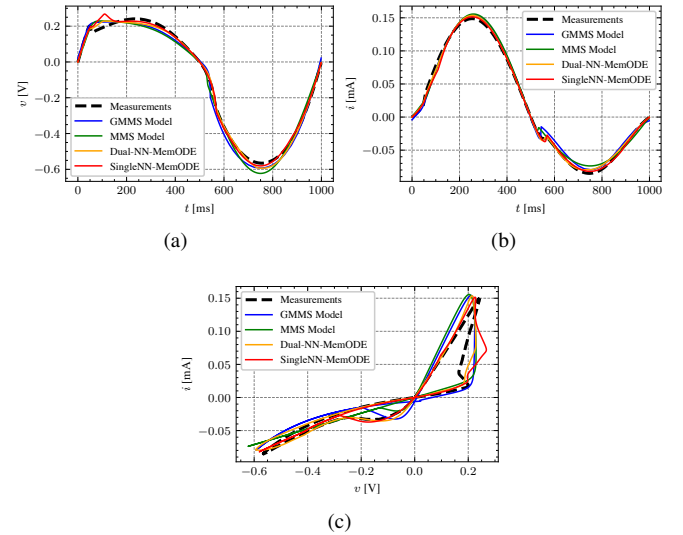 0.2
0.0
−0.2
−0.4
−0.6
v [V]
Measurements
GMMS Model
MMS Model
Dual-NN-MemODE
SingleNN-MemODE
0 200 400 600 800 1000
t [ms]
(a)
0.15
0.10
0.05
0.00
−0.05
i [mA]
Measurements
GMMS Model
MMS Model
Dual-NN-MemODE
SingleNN-MemODE
0 200 400 600 800 1000
t [ms]
(b)
0.15
0.10
0.05
0.00
−0.05
i [mA]
Measurements
GMMS Model
MMS Model
Dual-NN-MemODE
SingleNN-MemODE
−0.6 −0.4 −0.2 0.0 0.2
v [V]
(c)